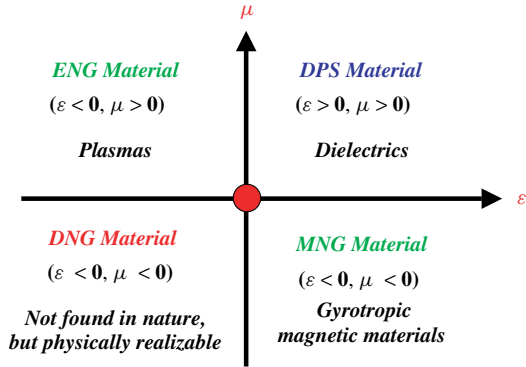 μ
ENG Material
(ε < 0, μ > 0)
Plasmas
DPS Material
(ε > 0, μ > 0)
Dielectrics
ε
DNG Material
(ε < 0, μ < 0)
Not found in nature,
but physically realizable
MNG Material
(ε < 0, μ < 0)
Gyrotropic
magnetic materials